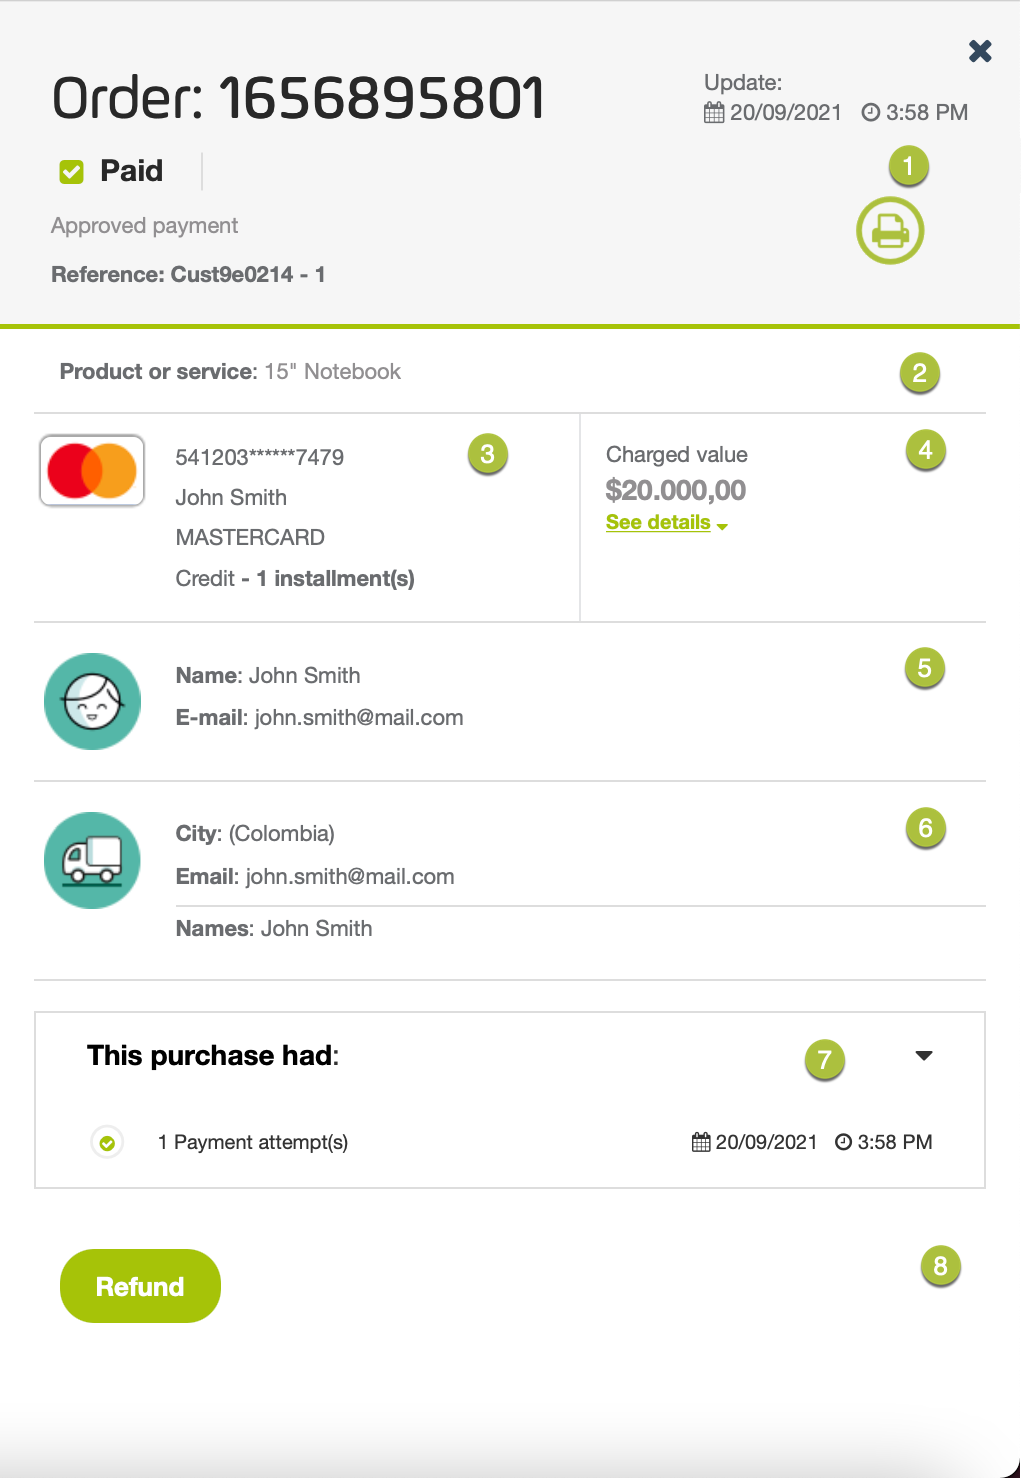 Order: 1656895801
Update:
20/09/2021 3:58 PM
Paid
1
Approved payment
Reference: Cust9e0214 - 1
Product or service: 15" Notebook
2
541203******7479
3
John Smith
MASTERCARD
Credit - 1 installment(s)
Charged value
4
$20.000,00
See details
Name: John Smith
5
E-mail: john.smith@mail.com
City: (Colombia)
6
Email: john.smith@mail.com
Names: John Smith
This purchase had:
7
1 Payment attempt(s) 20/09/2021 3:58 PM
Refund
8